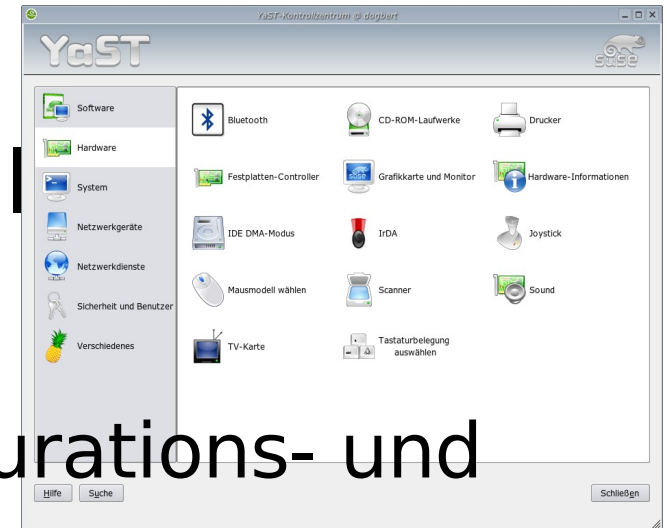 YaST-Kontrollzentrum @ dogbert
YaST
suse
Software
Hardware
System
Netzwerkgeräte
Netzwerkdienste
Sicherheit und Benutzer
Verschiedenes
Bluetooth
CD-ROM-Laufwerke
Drucker
Festplatten-Controller
Grafikkarte und Monitor
Hardware-Informationen
IDE DMA-Modus
IrDA
Joystick
Mausmodell wählen
Scanner
Sound
TV-Karte
Tastaturbelegung
auswählen
urations- und
Hilfe
Suche
Schließen